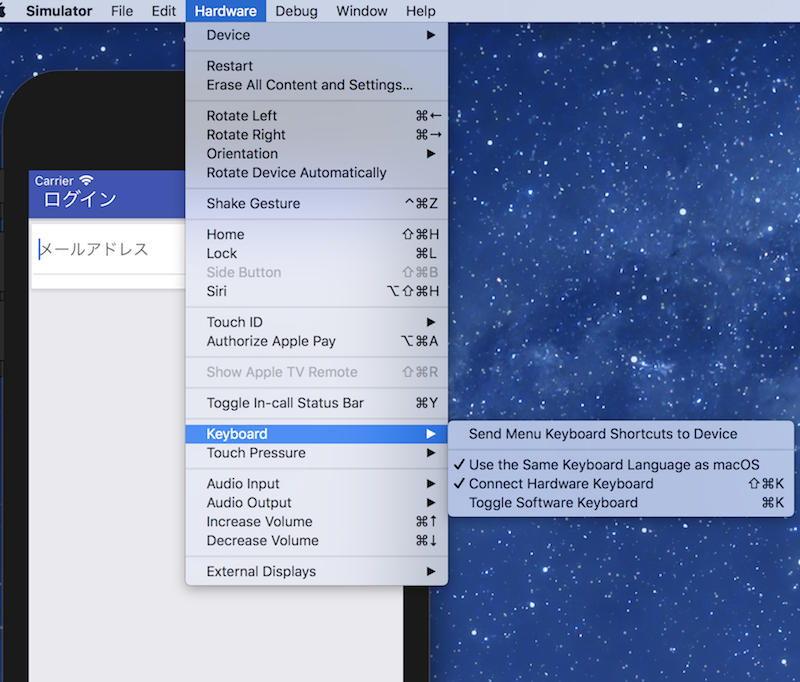 Simulator File Edit Hardware Debug Window Help
Device ▶
Restart
Erase All Content and Settings...
Rotate Left ⌘←
Rotate Right ⌘→
Orientation ▶
Rotate Device Automatically
Shake Gesture ^⌘Z
Home ⇧⌘H
Lock ⌘L
Side Button ⇧⌘B
Siri ⌥⇧⌘H
Touch ID ▶
Authorize Apple Pay ⌥⌘A
Show Apple TV Remote ⇧⌘R
Toggle In-call Status Bar ⌘Y
Keyboard ▶
Touch Pressure ▶
Audio Input ▶
Audio Output ▶
Increase Volume ⌘↑
Decrease Volume ⌘↓
External Displays ▶
Send Menu Keyboard Shortcuts to Device
✓ Use the Same Keyboard Language as macOS
✓ Connect Hardware Keyboard ⇧⌘K
Toggle Software Keyboard ⌘K
Carrier
ログイン
メールアドレス